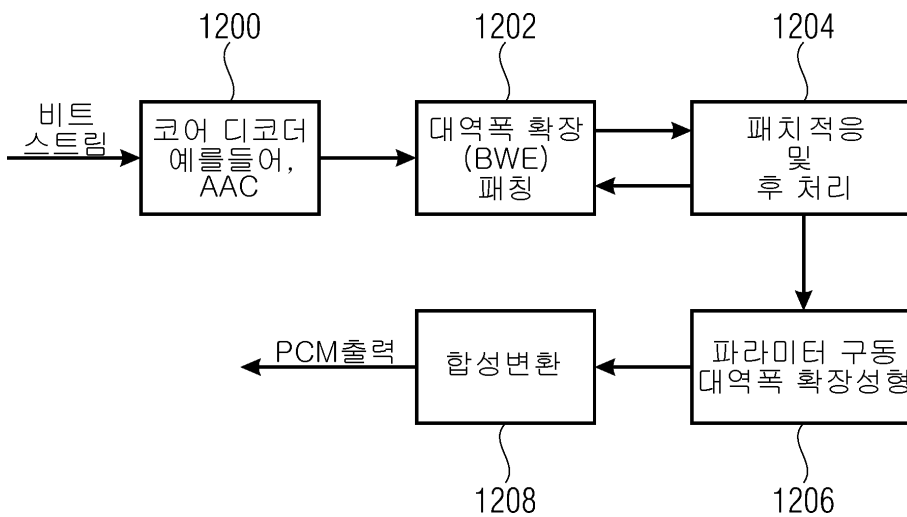 1200
1202
1204
비트
스트림
코어 디코더
예를들어,
AAC
대역폭 확장
(BWE)
패칭
패치적응
및
후 처리
PCM출력
합성변환
파라미터 구동
대역폭 확장성형
1208
1206